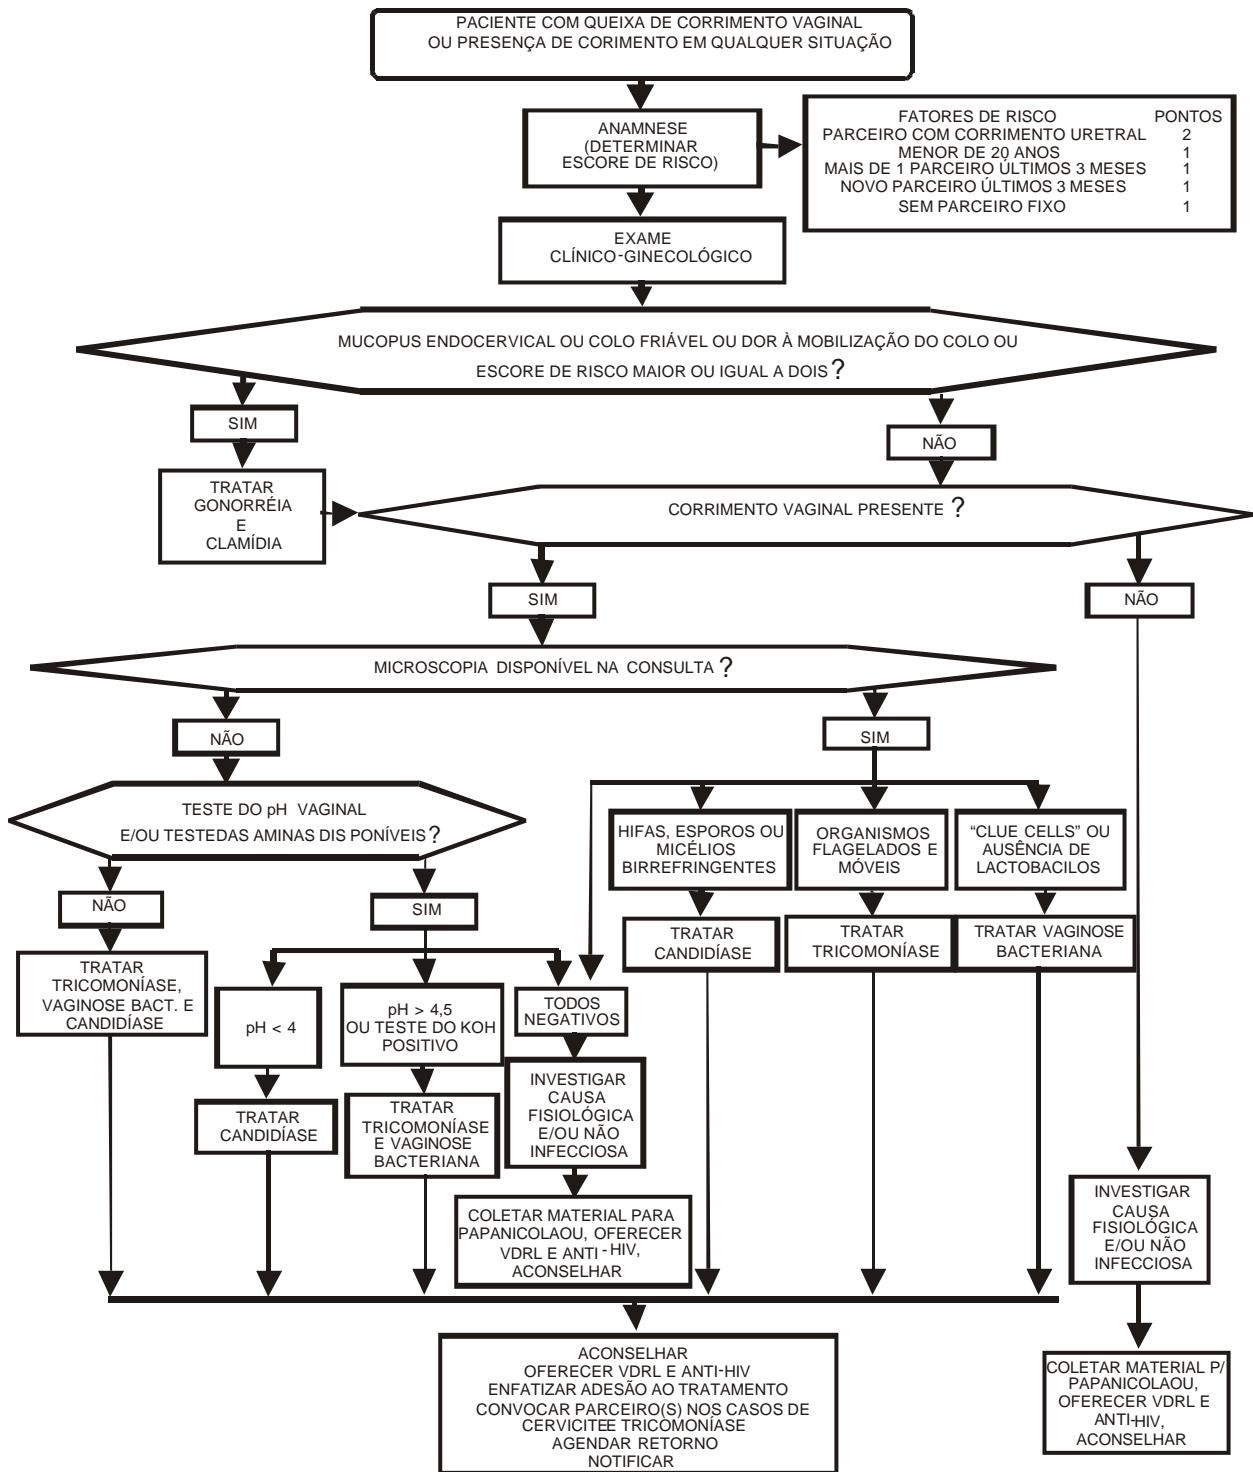 PACIENTE COM QUEIXA DE CORRIMENTO VAGINAL
OU PRESENÇA DE CORIMENTO EM QUALQUER SITUAÇÃO
ANAMNESE
(DETERMINAR
ESCORE DE RISCO)
FATORES DE RISCO PONTOS
PARCEIRO COM CORRIMENTO URETRAL 2
MENOR DE 20 ANOS 1
MAIS DE 1 PARCEIRO ÚLTIMOS 3 MESES 1
NOVO PARCEIRO ÚLTIMOS 3 MESES 1
SEM PARCEIRO FIXO 1
EXAME
CLÍNICO-GINECOLÓGICO
MUCOPUS ENDOCERVICAL OU COLO FRIÁVEL OU DOR À MOBILIZAÇÃO DO COLO OU
ESCORE DE RISCO MAIOR OU IGUAL A DOIS ?
SIM
NÃO
TRATAR
GONORRÉIA
E
CLAMÍDIA
CORRIMENTO VAGINAL PRESENTE ?
SIM
NÃO
MICROSCOPIA DISPONÍVEL NA CONSULTA ?
NÃO
SIM
TESTE DO pH VAGINAL
E/OU TESTEDAS AMINAS DIS PONÍVEIS ?
HIFAS, ESPOROS OU
MICÉLIOS
BIRREFRINGENTES
ORGANISMOS
FLAGELADOS E
MÓVEIS
“CLUE CELLS” OU
AUSÊNCIA DE
LACTOBACILOS
NÃO
SIM
TRATAR
CANDIDÍASE
TRATAR
TRICOMONÍASE
TRATAR VAGINOSE
BACTERIANA
TRATAR
TRICOMONÍASE,
VAGINOSE BACT. E
CANDIDÍASE
pH < 4
pH > 4,5
OU TESTE DO KOH
POSITIVO
TODOS
NEGATIVOS
TRATAR
CANDIDÍASE
TRATAR
TRICOMONÍASE
E VAGINOSE
BACTERIANA
INVESTIGAR
CAUSA
FISIOLÓGICA
E/OU NÃO
INFECCIOSA
COLETAR MATERIAL PARA
PAPANICOLAOU, OFERECER
VDRL E ANTI-HIV,
ACONSELHAR
INVESTIGAR
CAUSA
FISIOLÓGICA
E/OU NÃO
INFECCIOSA
ACONSELHAR
OFERECER VDRL E ANTI-HIV
ENFATIZAR ADESÃO AO TRATAMENTO
CONVOCAR PARCEIRO(S) NOS CASOS DE
CERVICITEE TRICOMONÍASE
AGENDAR RETORNO
NOTIFICAR
COLETAR MATERIAL P/
PAPANICOLAOU,
OFERECER VDRL E
ANTI-HIV,
ACONSELHAR